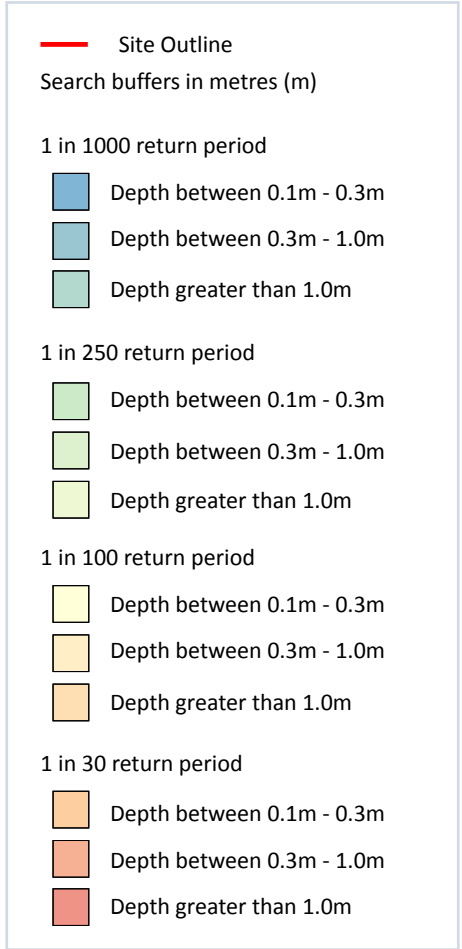 Site Outline
Search buffers in metres (m)
1 in 1000 return period
Depth between 0.1m - 0.3m
Depth between 0.3m - 1.0m
Depth greater than 1.0m
1 in 250 return period
Depth between 0.1m - 0.3m
Depth between 0.3m - 1.0m
Depth greater than 1.0m
1 in 100 return period
Depth between 0.1m - 0.3m
Depth between 0.3m - 1.0m
Depth greater than 1.0m
1 in 30 return period
Depth between 0.1m - 0.3m
Depth between 0.3m - 1.0m
Depth greater than 1.0m